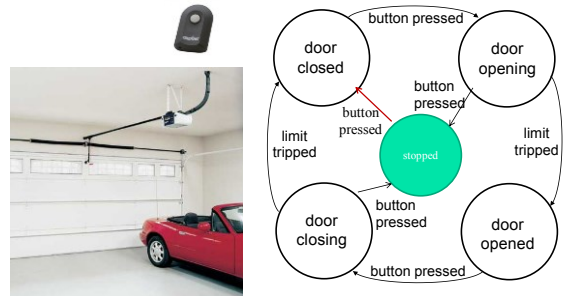 button pressed
door
closed
door
opening
button
pressed
button
pressed
limit
tripped
stopped
limit
tripped
door
closing
button
pressed
door
opened
button pressed